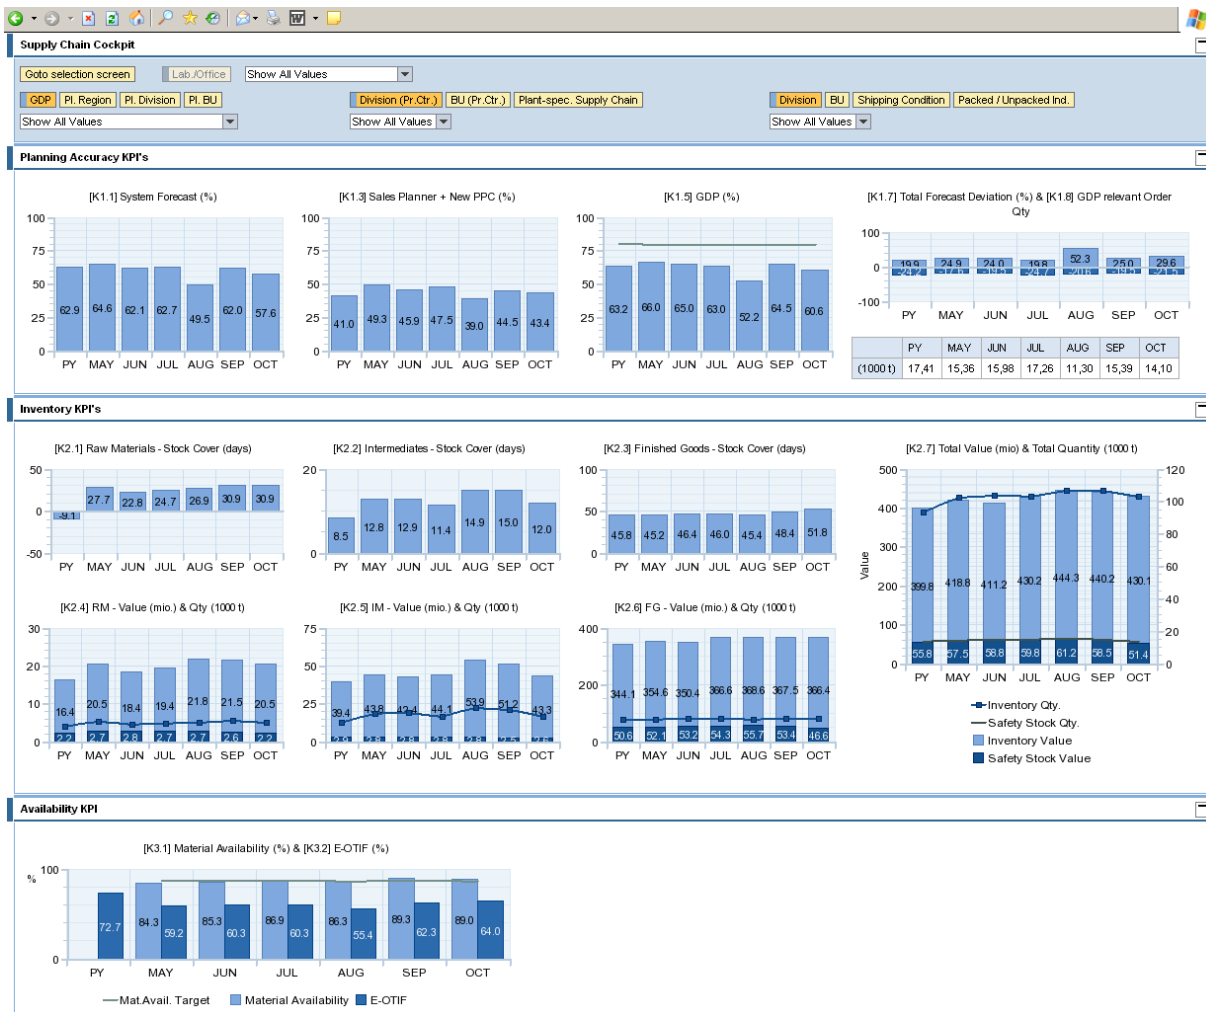 Supply Chain Cockpit
Goto selection screen Lab./Office Show All Values
GDP Pl. Region Pl. Division Pl. BU Division (Pr.Ctr.) BU (Pr.Ctr.) Plant-spec. Supply Chain Division BU Shipping Condition Packed / Unpacked Ind.
Show All Values Show All Values Show All Values
Planning Accuracy KPI's
[K1.1] System Forecast (%)
100
75
50
25
0
62.9 64.6 62.1 62.7 49.5 62.0 57.6
PY MAY JUN JUL AUG SEP OCT
[K1.3] Sales Planner + New PPC (%)
100
75
50
25
0
41.0 49.3 45.9 47.5 39.0 44.5 43.4
PY MAY JUN JUL AUG SEP OCT
[K1.5] GDP (%)
100
75
50
25
0
63.2 66.0 65.0 63.0 52.2 64.5 60.6
PY MAY JUN JUL AUG SEP OCT
[K1.7] Total Forecast Deviation (%) & [K1.8] GDP relevant Order
Qty
100
0
-100
19.9 24.9 24.0 19.8 52.3 25.0 29.6
-24.2 -17.6 -19.5 -24.7 -20.6 -19.5 -21.5
PY MAY JUN JUL AUG SEP OCT
PY MAY JUN JUL AUG SEP OCT
(1000 t) 17,41 15,36 15,98 17,26 11,30 15,39 14,10
Inventory KPI's
[K2.1] Raw Materials - Stock Cover (days)
50
0
-50
-9.1 27.7 22.8 24.7 26.9 30.9 30.9
PY MAY JUN JUL AUG SEP OCT
[K2.2] Intermediates - Stock Cover (days)
20
10
0
8.5 12.8 12.9 11.4 14.9 15.0 12.0
PY MAY JUN JUL AUG SEP OCT
[K2.3] Finished Goods - Stock Cover (days)
100
50
0
45.8 45.2 46.4 46.0 45.4 48.4 51.8
PY MAY JUN JUL AUG SEP OCT
[K2.7] Total Value (mio) & Total Quantity (1000 t)
Value
500
400
300
200
100
0
120
100
80
60
40
20
0
399.8 418.8 411.2 430.2 444.3 440.2 430.1
55.8 57.5 58.8 59.8 61.2 58.5 51.4
PY MAY JUN JUL AUG SEP OCT
Inventory Qty.
Safety Stock Qty.
Inventory Value
Safety Stock Value
[K2.4] RM - Value (mio.) & Qty (1000 t)
30
20
10
0
16.4 20.5 18.4 19.4 21.8 21.5 20.5
2.2 2.7 2.8 2.7 2.7 2.6 2.2
PY MAY JUN JUL AUG SEP OCT
[K2.5] IM - Value (mio.) & Qty (1000 t)
75
50
25
0
39.4 43.8 42.4 44.1 53.9 51.2 43.3
PY MAY JUN JUL AUG SEP OCT
[K2.6] FG - Value (mio.) & Qty (1000 t)
400
200
0
344.1 354.6 350.4 366.6 368.6 367.5 366.4
50.6 52.1 53.2 54.3 55.7 53.4 46.6
PY MAY JUN JUL AUG SEP OCT
Availability KPI
[K3.1] Material Availability (%) & [K3.2] E-OTIF (%)
%
100
50
0
72.7 84.3 59.2 85.3 60.3 86.9 60.3 86.3 55.4 89.3 62.3 89.0 64.0
PY MAY JUN JUL AUG SEP OCT
Mat.Avail. Target Material Availability E-OTIF